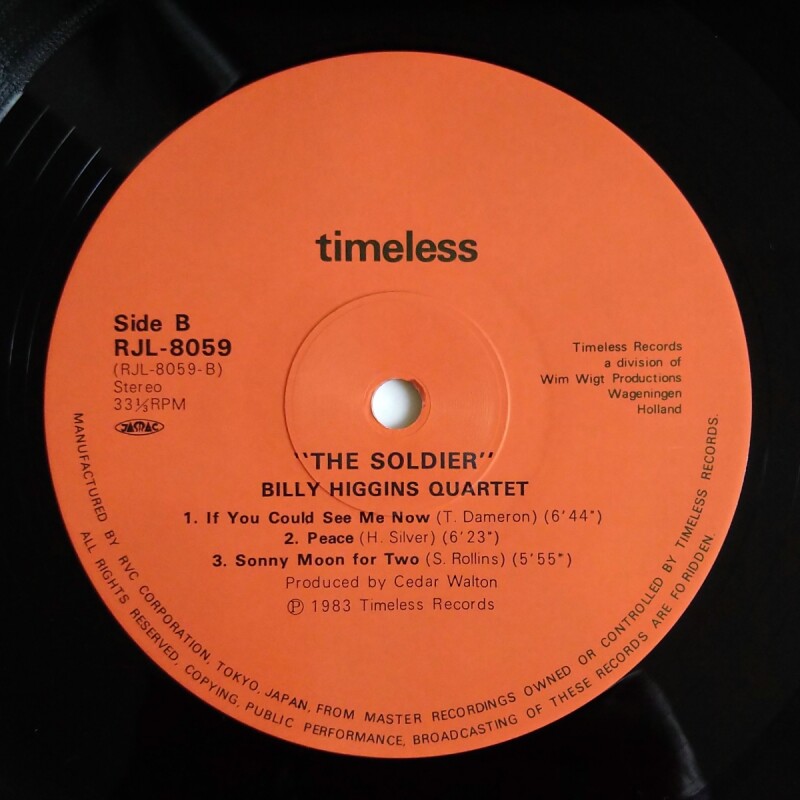 timeless
Side B
RJL-8059
(RJL-8059-B)
Stereo
33⅓RPM
JASRAC
Timeless Records
a division of
Wim Wigt Productions
Wageningen
Holland
"THE SOLDIER"
BILLY HIGGINS QUARTET
1. If You Could See Me Now (T. Dameron) (6'44")
2. Peace (H. Silver) (6'23")
3. Sonny Moon for Two (S. Rollins) (5'55")
Produced by Cedar Walton
Ⓟ 1983 Timeless Records
MANUFACTURED BY RVC CORPORATION, TOKYO, JAPAN, FROM MASTER RECORDINGS OWNED OR CONTROLLED BY TIMELESS RECORDS.
ALL RIGHTS RESERVED, COPYING, PUBLIC PERFORMANCE, BROADCASTING OF THESE RECORDS ARE FO RIDDEN.